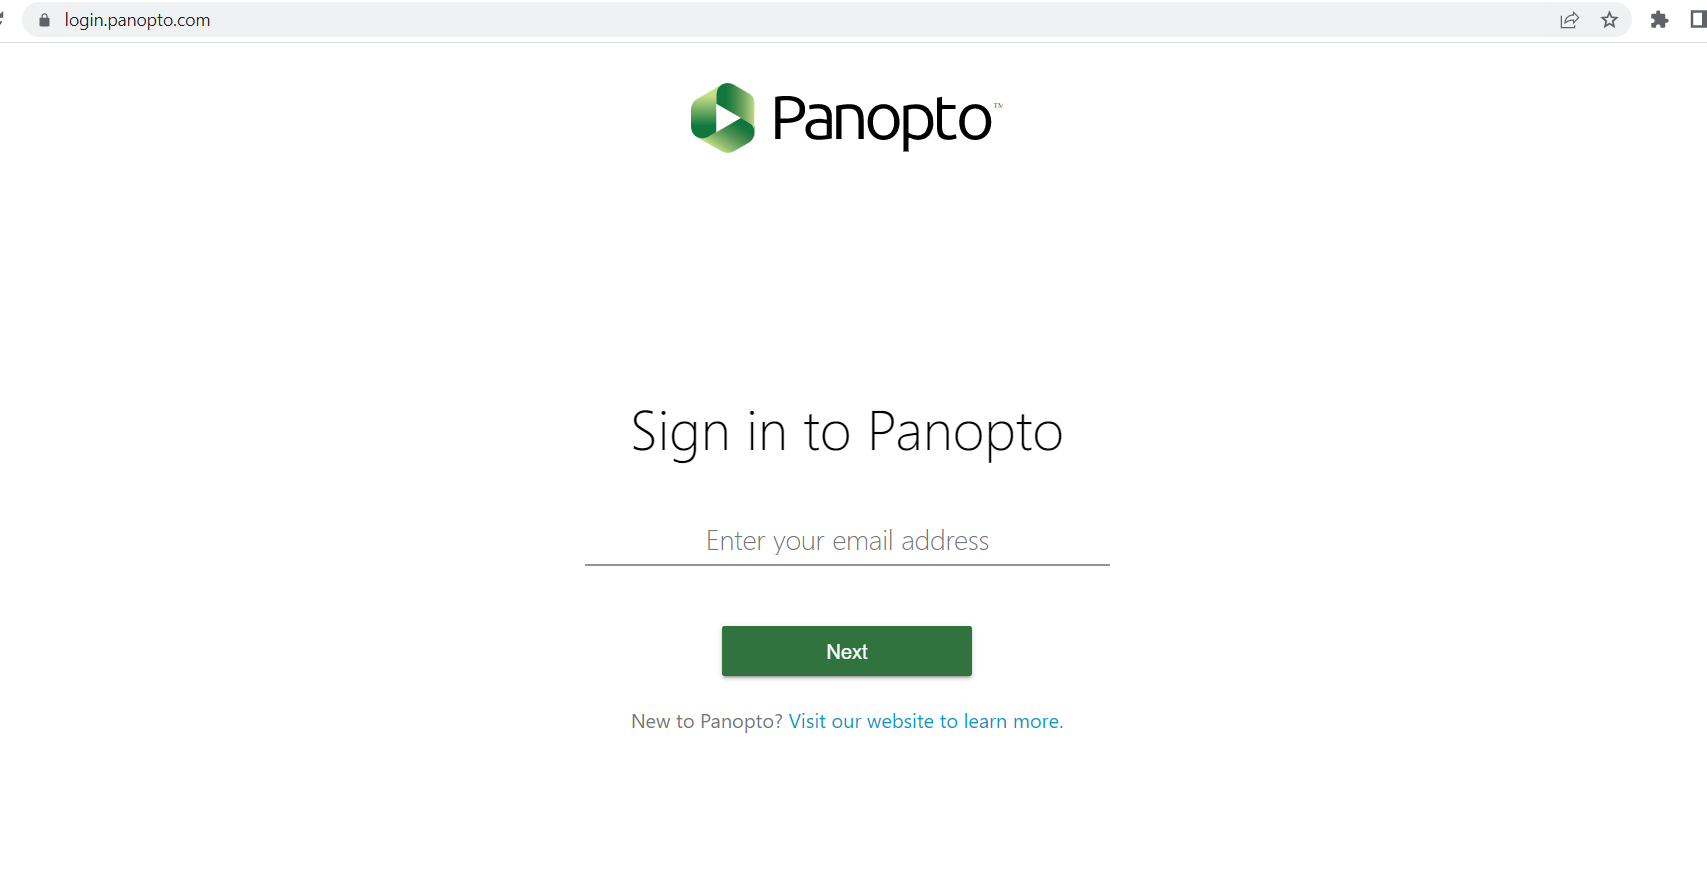 login.panopto.com
Panopto™
Sign in to Panopto
Enter your email address
Next
New to Panopto? Visit our website to learn more.